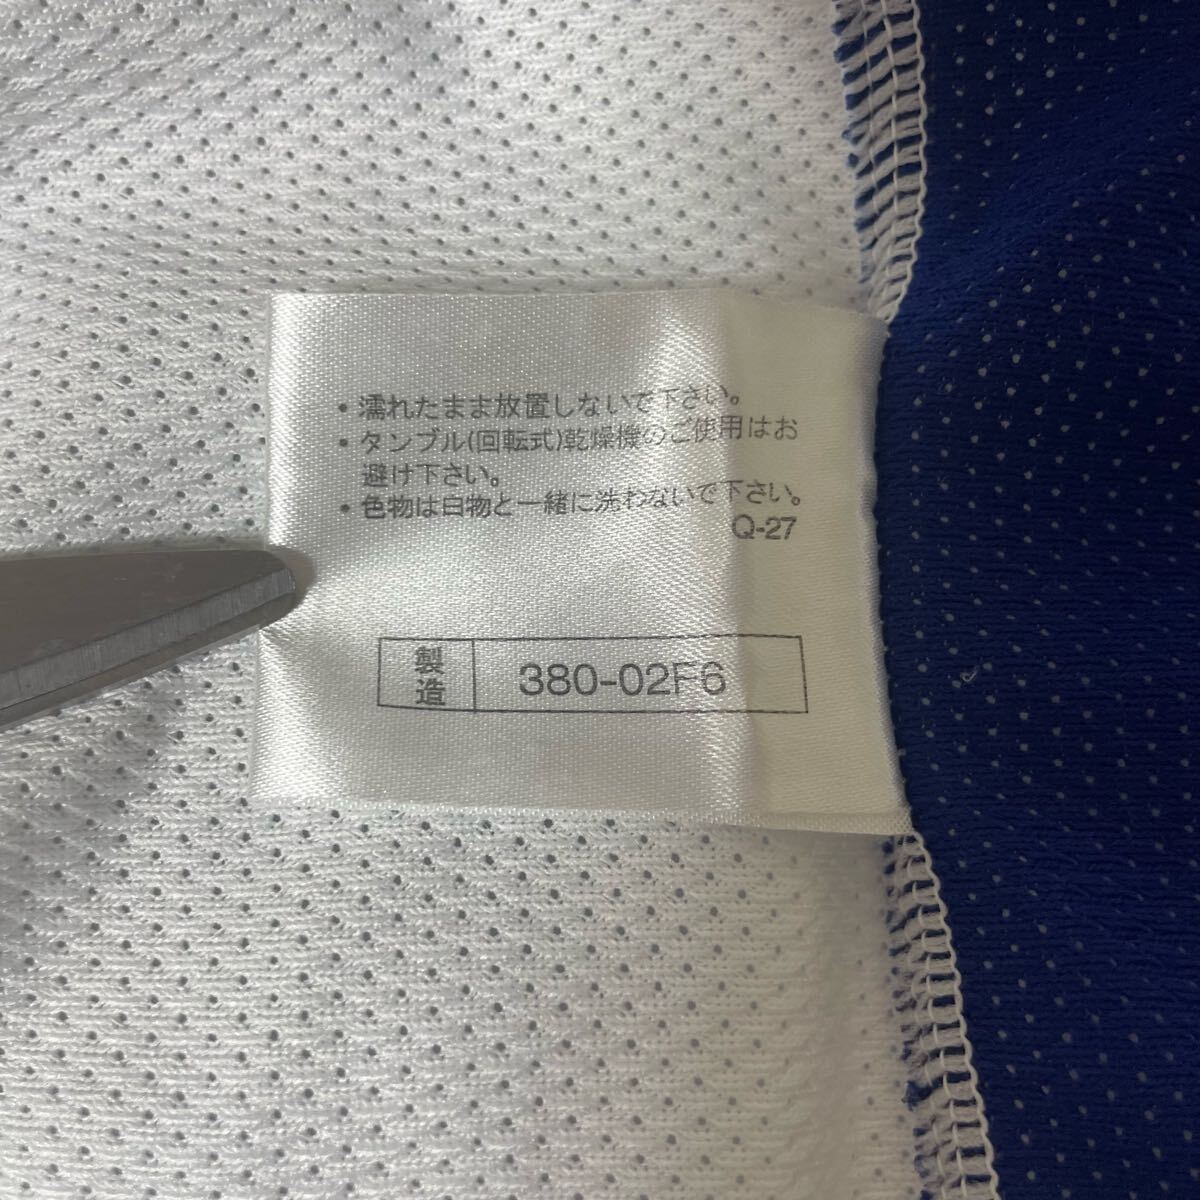 ・濡れたまま放置しないで下さい。
・タンブル(回転式)乾燥機のご使用はお
避け下さい。
・色物は白物と一緒に洗わないで下さい。
Q-27
製造 380-02F6